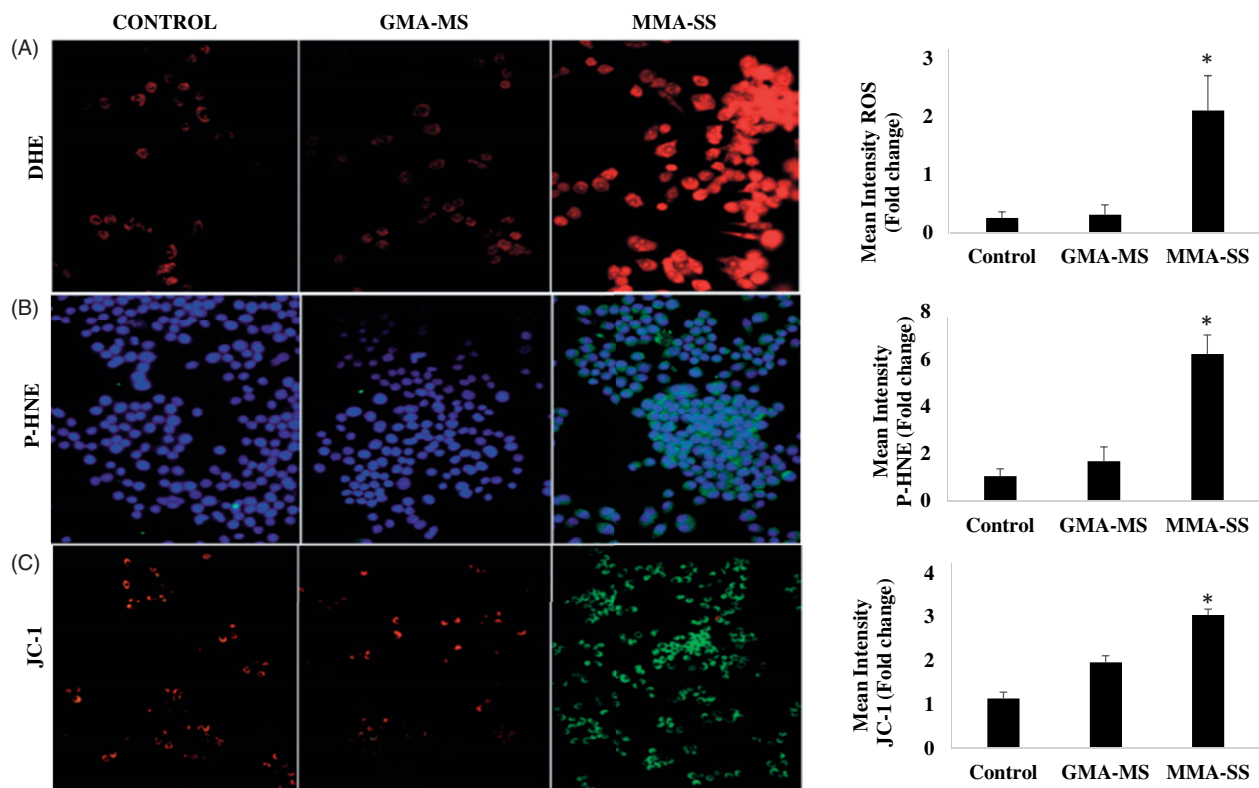 CONTROL GMA-MS MMA-SS
(A)
DHE
Mean Intensity ROS
(Fold change)
3
2
1
0
*
Control GMA-MS MMA-SS
(B)
P-HNE
Mean Intensity
P-HNE (Fold change)
8
6
4
2
0
*
Control GMA-MS MMA-SS
(C)
JC-1
Mean Intensity
JC-1 (Fold change)
4
3
2
1
0
*
Control GMA-MS MMA-SS